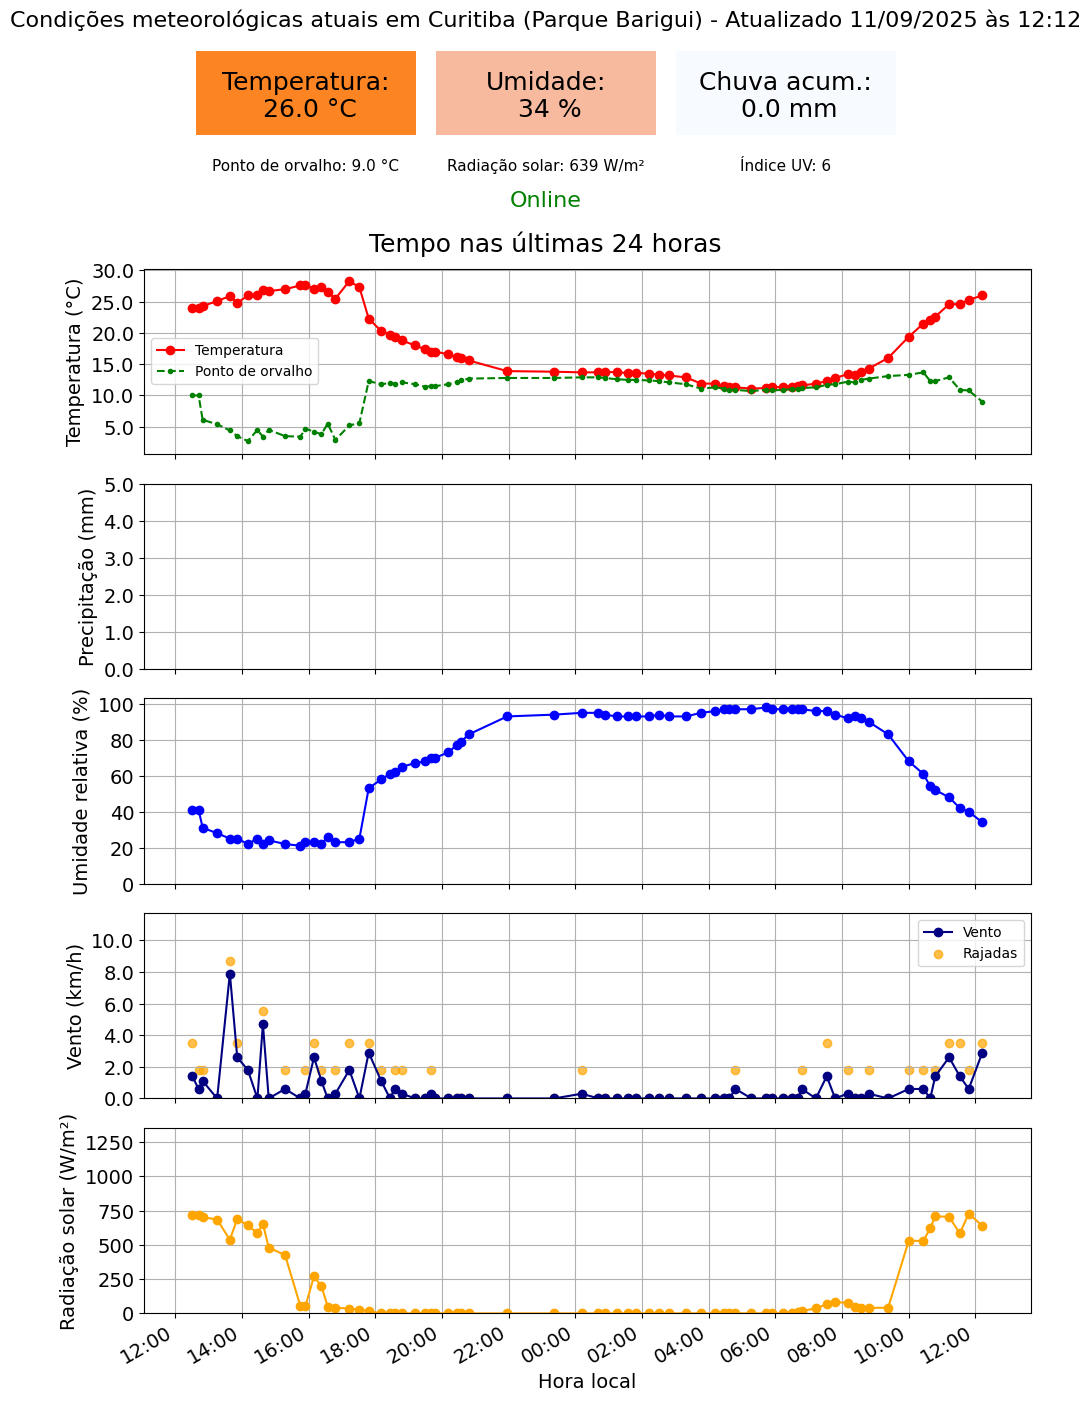 Condições meteorológicas atuais em Curitiba (Parque Barigui) - Atualizado 11/09/2025 às 12:12
Temperatura:
26.0 °C
Umidade:
34 %
Chuva acum.:
0.0 mm
Ponto de orvalho: 9.0 °C
Radiação solar: 639 W/m²
Índice UV: 6
Online
Tempo nas últimas 24 horas
Temperatura (°C)
30.0
25.0
20.0
15.0
10.0
5.0
Temperatura
Ponto de orvalho
Precipitação (mm)
5.0
4.0
3.0
2.0
1.0
0.0
Umidade relativa (%)
100
80
60
40
20
0
Vento (km/h)
10.0
8.0
6.0
4.0
2.0
0.0
Vento
Rajadas
Radiação solar (W/m²)
1250
1000
750
500
250
0
12:00 14:00 16:00 18:00 20:00 22:00 00:00 02:00 04:00 06:00 08:00 10:00 12:00
Hora local